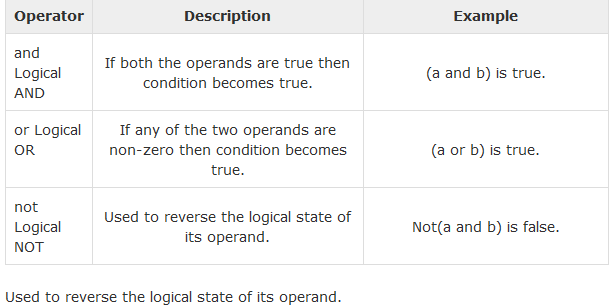 Operator Description Example
and
Logical
AND
If both the operands are true then
condition becomes true.
(a and b) is true.
or Logical
OR
If any of the two operands are
non-zero then condition becomes
true.
(a or b) is true.
not
Logical
NOT
Used to reverse the logical state of
its operand.
Not(a and b) is false.
Used to reverse the logical state of its operand.